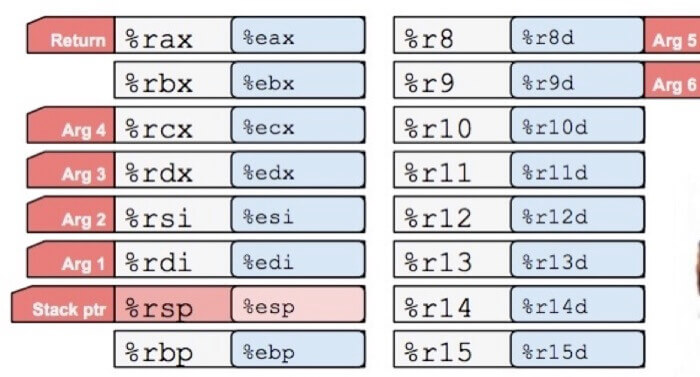 Return %rax %eax %r8 %r8d Arg 5
%rbx %ebx %r9 %r9d Arg 6
Arg 4 %rcx %ecx %r10 %r10d
Arg 3 %rdx %edx %r11 %r11d
Arg 2 %rsi %esi %r12 %r12d
Arg 1 %rdi %edi %r13 %r13d
Stack ptr %rsp %esp %r14 %r14d
%rbp %ebp %r15 %r15d